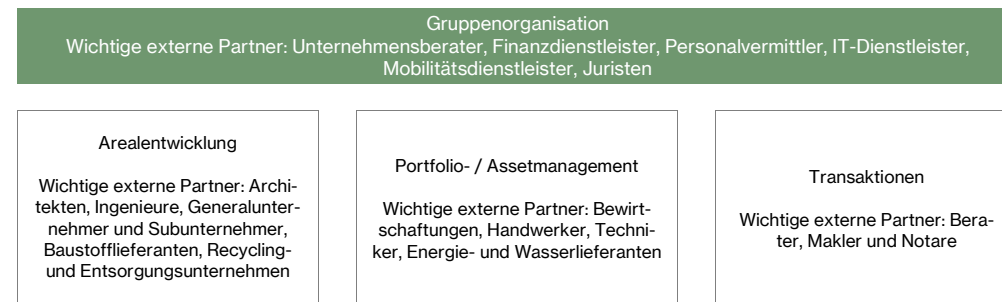 Gruppenorganisation
Wichtige externe Partner: Unternehmensberater, Finanzdienstleister, Personalvermittler, IT-Dienstleister,
Mobilitätsdienstleister, Juristen
Arealentwicklung
Wichtige externe Partner: Archi-
tekten, Ingenieure, Generalunter-
nehmer und Subunternehmer,
Baustofflieferanten, Recycling-
und Entsorgungsunternehmen
Portfolio- / Assetmanagement
Wichtige externe Partner: Bewirt-
schaftungen, Handwerker, Techni-
ker, Energie- und Wasserlieferanten
Transaktionen
Wichtige externe Partner: Bera-
ter, Makler und Notare